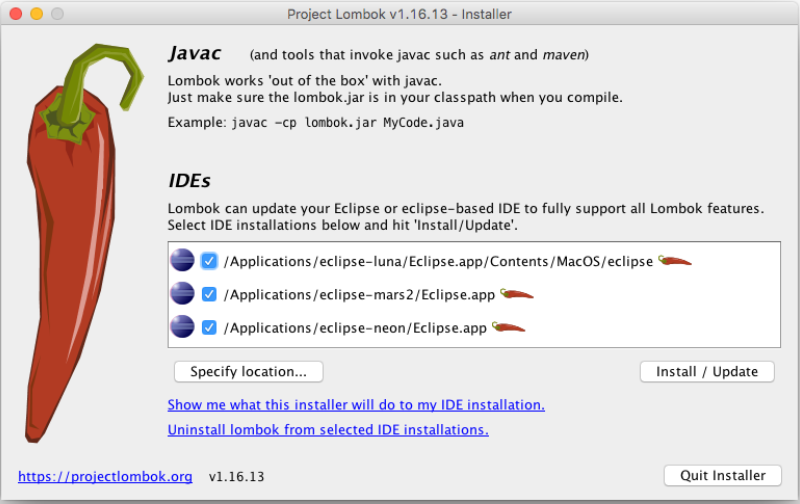 Project Lombok v1.16.13 - Installer
Javac (and tools that invoke javac such as ant and maven)
Lombok works 'out of the box' with javac.
Just make sure the lombok.jar is in your classpath when you compile.
Example: javac -cp lombok.jar MyCode.java
IDEs
Lombok can update your Eclipse or eclipse-based IDE to fully support all Lombok features.
Select IDE installations below and hit 'Install/Update'.
/Applications/eclipse-luna/Eclipse.app/Contents/MacOS/eclipse
/Applications/eclipse-mars2/Eclipse.app
/Applications/eclipse-neon/Eclipse.app
Specify location... Install / Update
Show me what this installer will do to my IDE installation.
Uninstall lombok from selected IDE installations.
https://projectlombok.org v1.16.13 Quit Installer